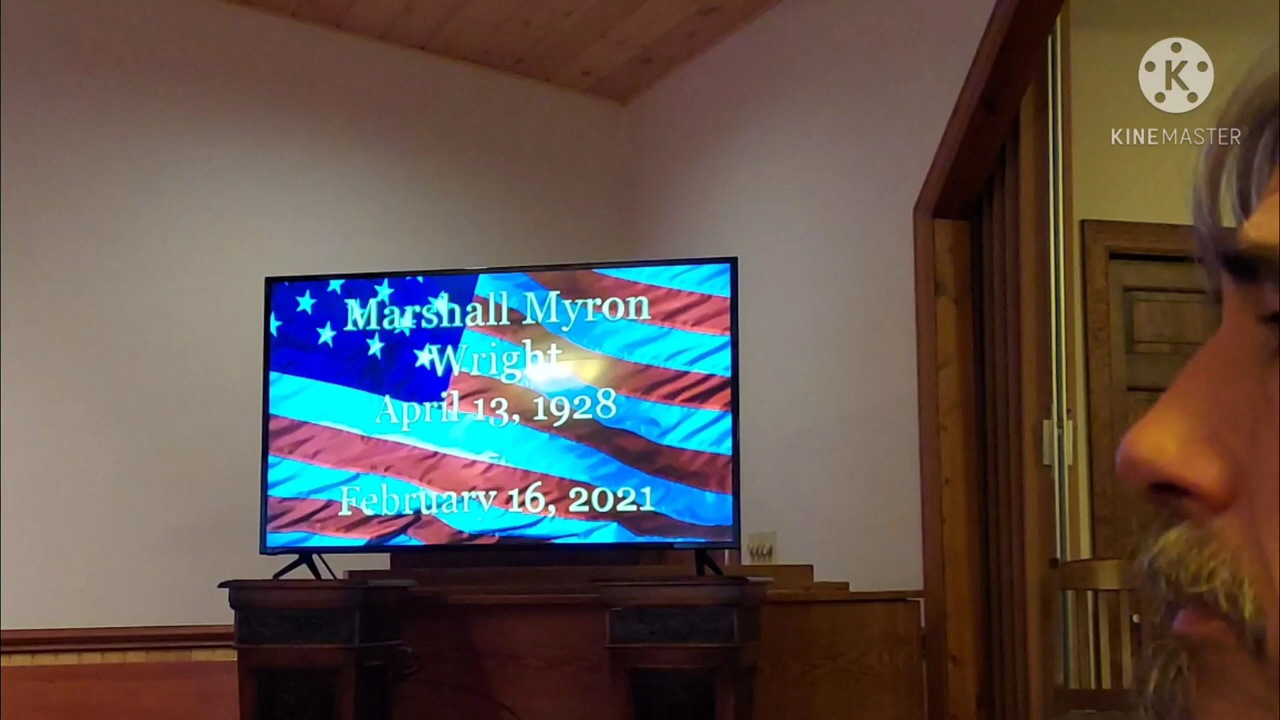 K
KINEMASTER
Marshall Myron
Wright
April 13, 1928
-
February 16, 2021